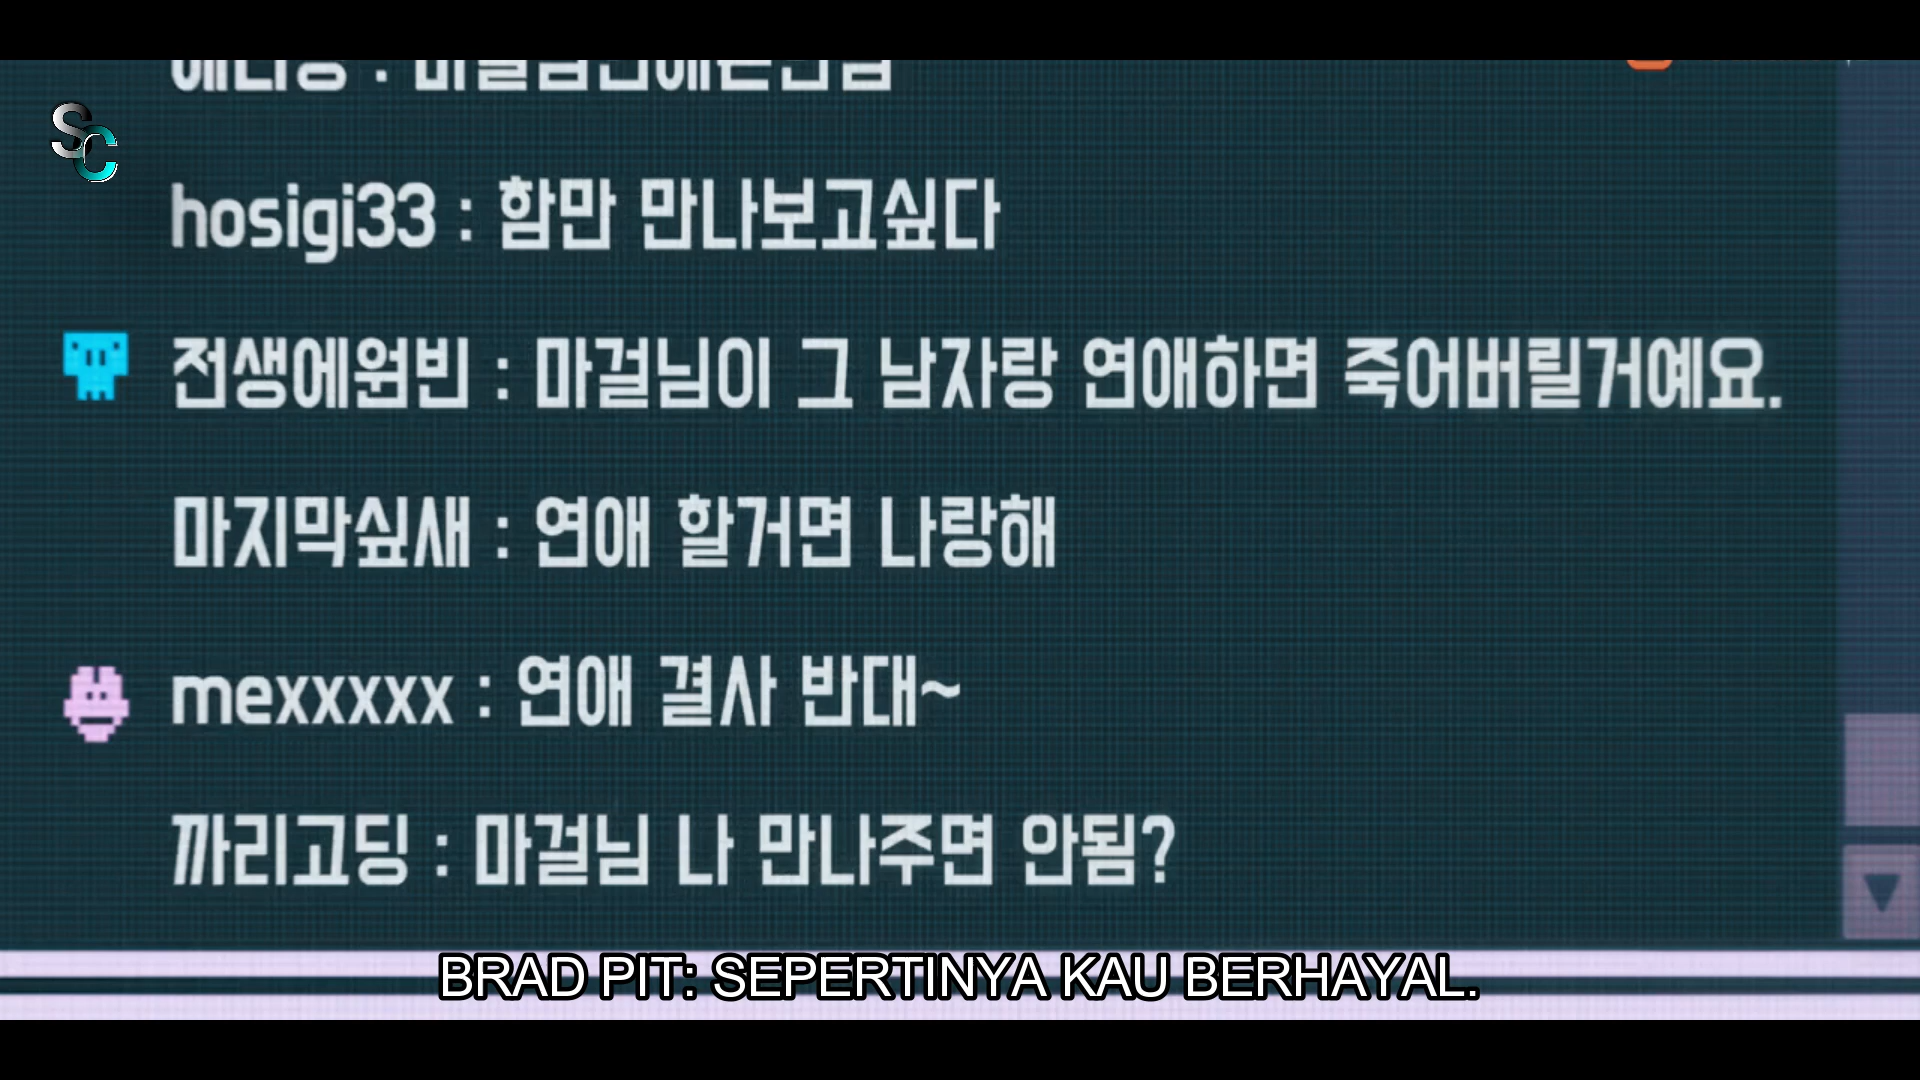 SC
hosigi33 : 함만 만나보고싶다
전생에원빈 : 마걸님이 그 남자랑 연애하면 죽어버릴거예요.
마지막싶새 : 연애 할거면 나랑해
mexxxxx : 연애 결사 반대~
까리고딩 : 마걸님 나 만나주면 안됨?
BRAD PIT: SEPERTINYA KAU BERHAYAL.